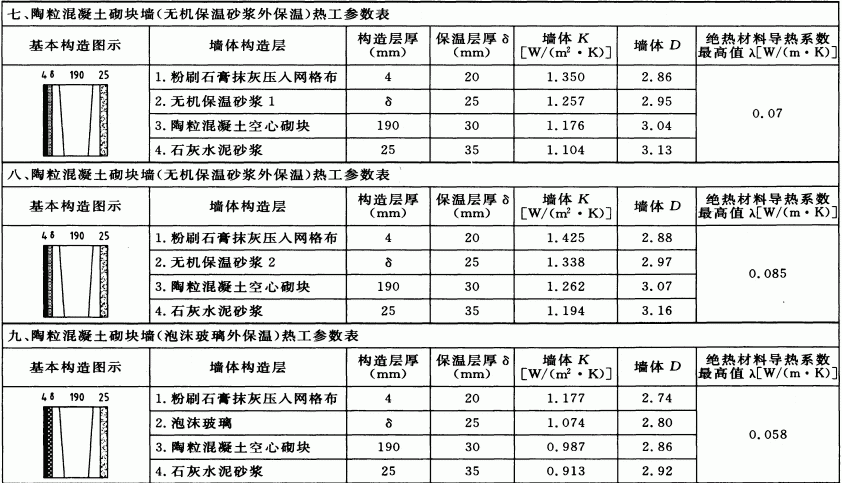 七、陶粒混凝土砌块墙(无机保温砂浆外保温)热工参数表
基本构造图示 墙体构造层 构造层厚(mm) 保温层厚 δ(mm) 墙体 K[W/(m²·K)] 墙体 D 绝热材料导热系数最高值 λ[W/(m·K)]
4 δ 190 25
1.粉刷石膏抹灰压入网格布 4 20 1.350 2.86
2.无机保温砂浆 1 δ 25 1.257 2.95
3.陶粒混凝土空心砌块 190 30 1.176 3.04
4.石灰水泥砂浆 25 35 1.104 3.13
0.07
八、陶粒混凝土砌块墙(无机保温砂浆外保温)热工参数表
基本构造图示 墙体构造层 构造层厚(mm) 保温层厚 δ(mm) 墙体 K[W/(m²·K)] 墙体 D 绝热材料导热系数最高值 λ[W/(m·K)]
4 δ 190 25
1.粉刷石膏抹灰压入网格布 4 20 1.425 2.88
2.无机保温砂浆 2 δ 25 1.338 2.97
3.陶粒混凝土空心砌块 190 30 1.262 3.07
4.石灰水泥砂浆 25 35 1.194 3.16
0.085
九、陶粒混凝土砌块墙(泡沫玻璃外保温)热工参数表
基本构造图示 墙体构造层 构造层厚(mm) 保温层厚 δ(mm) 墙体 K[W/(m²·K)] 墙体 D 绝热材料导热系数最高值 λ[W/(m·K)]
4 δ 190 25
1.粉刷石膏抹灰压入网格布 4 20 1.177 2.74
2.泡沫玻璃 δ 25 1.074 2.80
3.陶粒混凝土空心砌块 190 30 0.987 2.86
4.石灰水泥砂浆 25 35 0.913 2.92
0.058